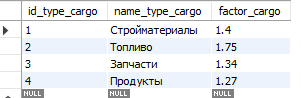 id_type_cargo name_type_cargo factor_cargo
1 Стройматериалы 1.4
2 Топливо 1.75
3 Запчасти 1.34
4 Продукты 1.27
NULL NULL NULL